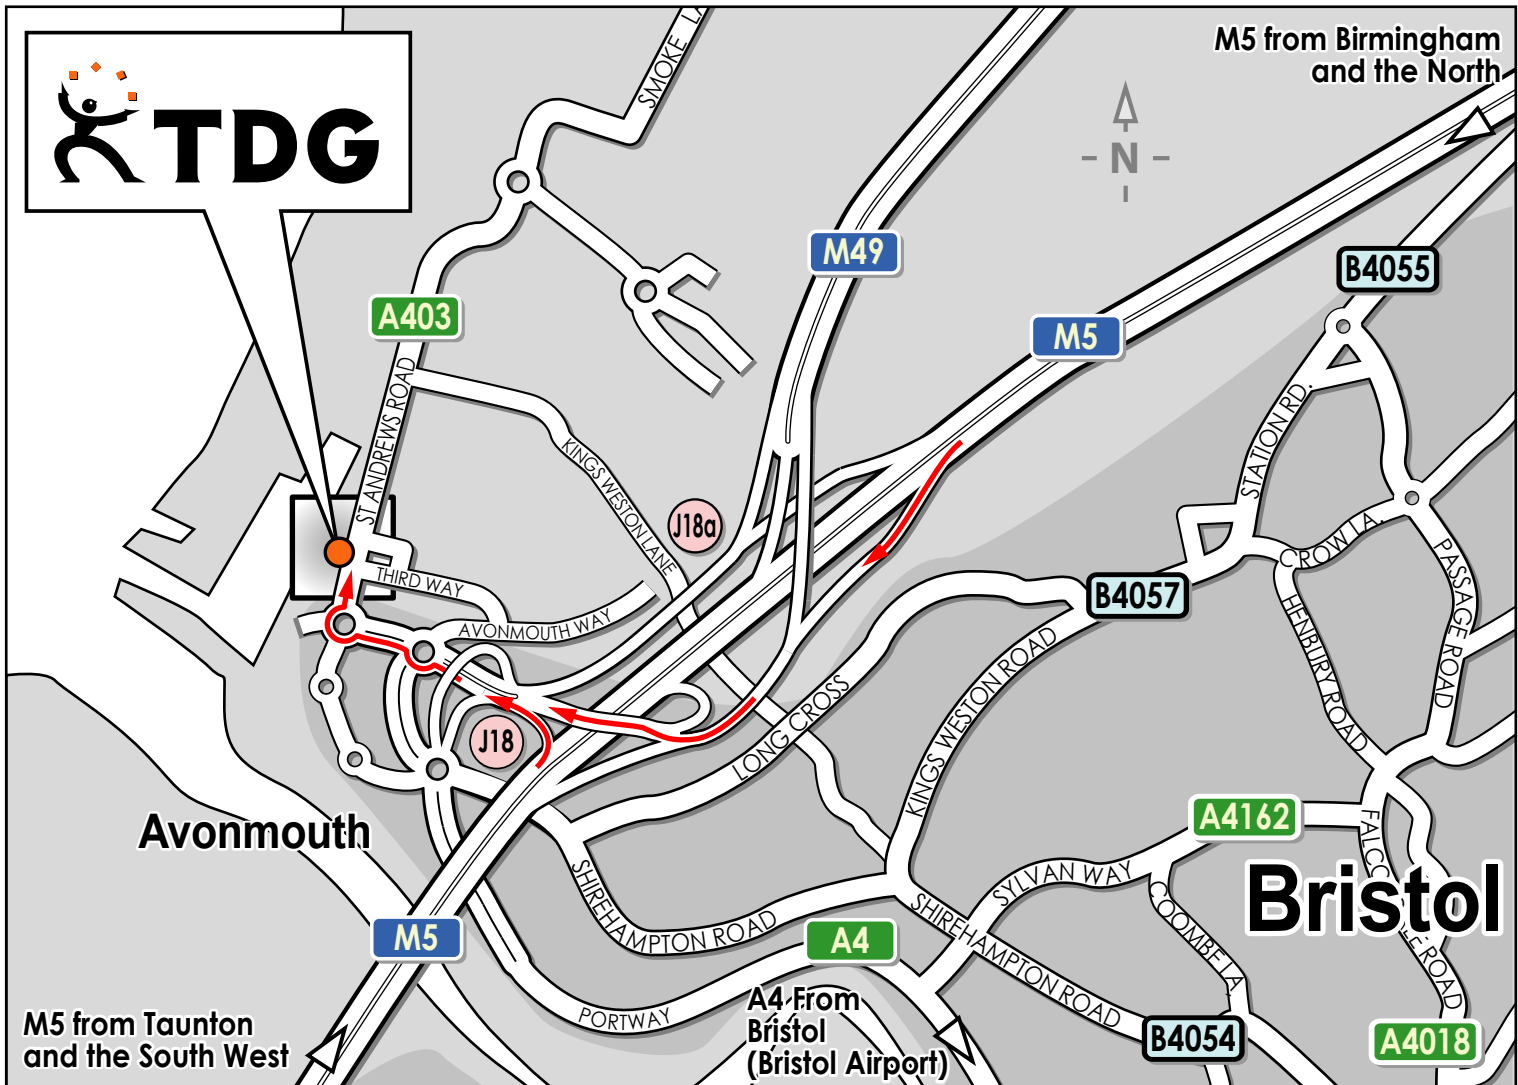 SMOKE LA
M5 from Birmingham
and the North
TDG
N
M49
B4055
A403
M5
ST ANDREWS ROAD
STATION RD.
KINGS WESTON LANE
J18a
CROW LA.
PASSAGE ROAD
THIRD WAY
B4057
HENBURY ROAD
AVONMOUTH WAY
KINGS WESTON ROAD
LONG CROSS
J18
Avonmouth
A4162
SYLVAN WAY
Bristol
SHIREHAMPTON ROAD
SHIREHAMPTON ROAD
COOMBE LA.
M5
A4
PORTWAY
A4 From
Bristol
(Bristol Airport)
M5 from Taunton
and the South West
B4054
A4018